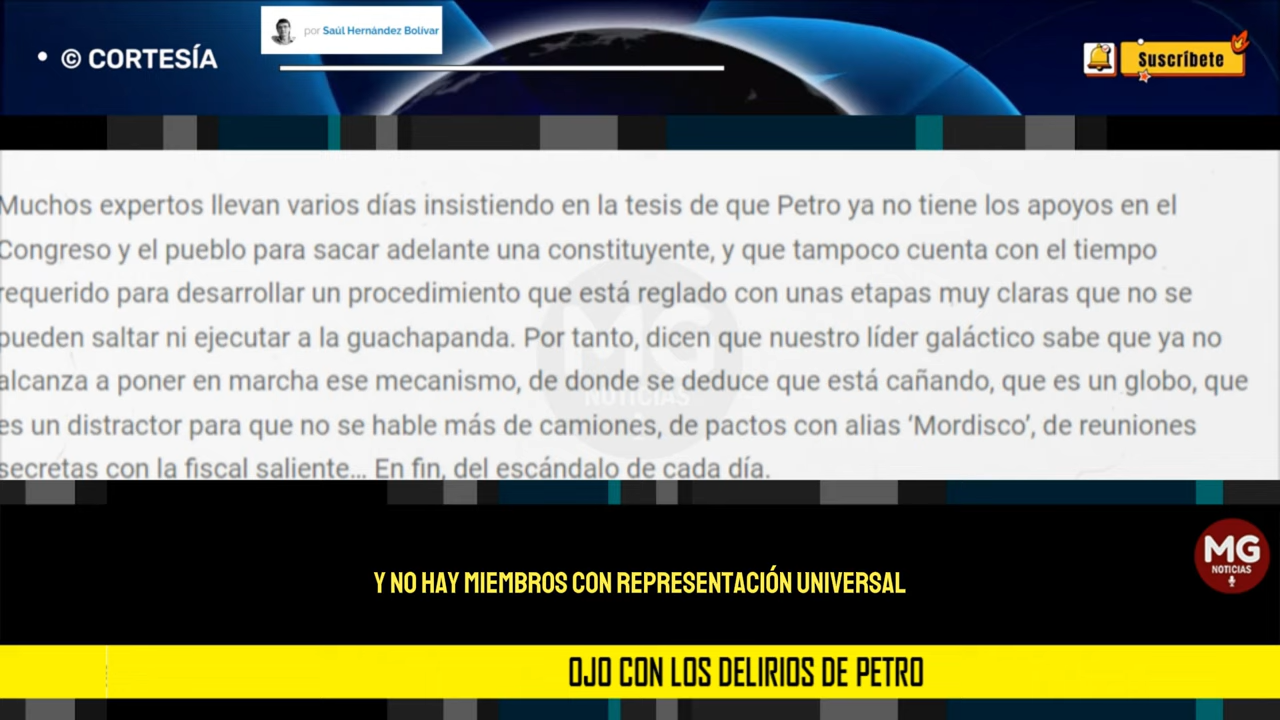 por Saúl Hernández Bolívar
• © CORTESÍA
Suscríbete
Muchos expertos llevan varios días insistiendo en la tesis de que Petro ya no tiene los apoyos en el
Congreso y el pueblo para sacar adelante una constituyente, y que tampoco cuenta con el tiempo
requerido para desarrollar un procedimiento que está reglado con unas etapas muy claras que no se
pueden saltar ni ejecutar a la guachapanda. Por tanto, dicen que nuestro líder galáctico sabe que ya no
alcanza a poner en marcha ese mecanismo, de donde se deduce que está cañando, que es un globo, que
es un distractor para que no se hable más de camiones, de pactos con alias ‘Mordisco’, de reuniones
secretas con la fiscal saliente... En fin, del escándalo de cada día.
MG
NOTICIAS
Y NO HAY MIEMBROS CON REPRESENTACIÓN UNIVERSAL
MG
NOTICIAS
OJO CON LOS DELIRIOS DE PETRO